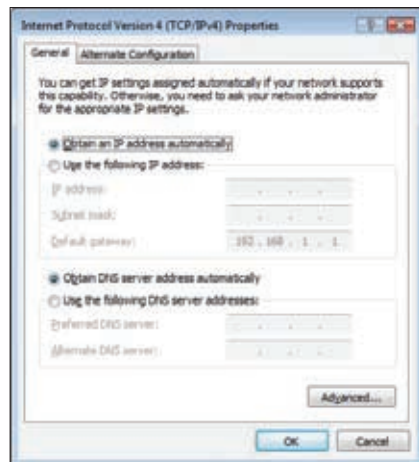 Internet Protocol Version 4 (TCP/IPv4) Properties
General
Alternate Configuration
You can get IP settings assigned automatically if your network supports
this capability. Otherwise, you need to ask your network administrator
for the appropriate IP settings.
Obtain an IP address automatically
Use the following IP address:
IP address:
Subnet mask:
Default gateway:
192 . 168 . 1 . 1
Obtain DNS server address automatically
Use the following DNS server addresses:
Preferred DNS server:
Alternate DNS server:
Advanced...
OK
Cancel